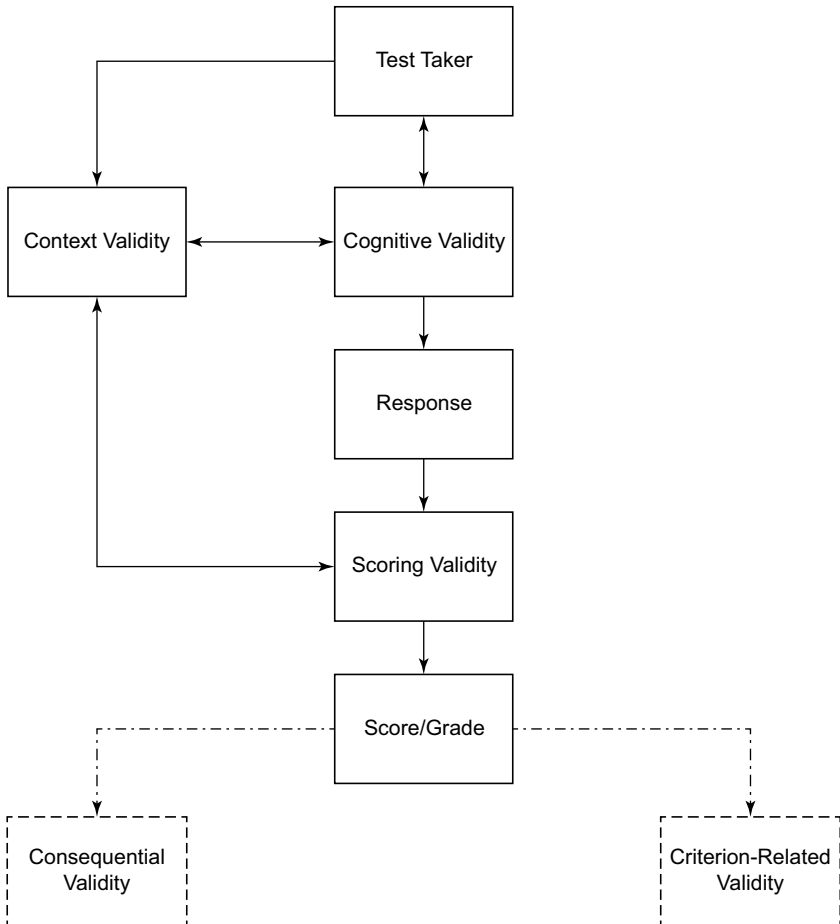 Test Taker
Context Validity
Cognitive Validity
Response
Scoring Validity
Score/Grade
Consequential
Validity
Criterion-Related
Validity